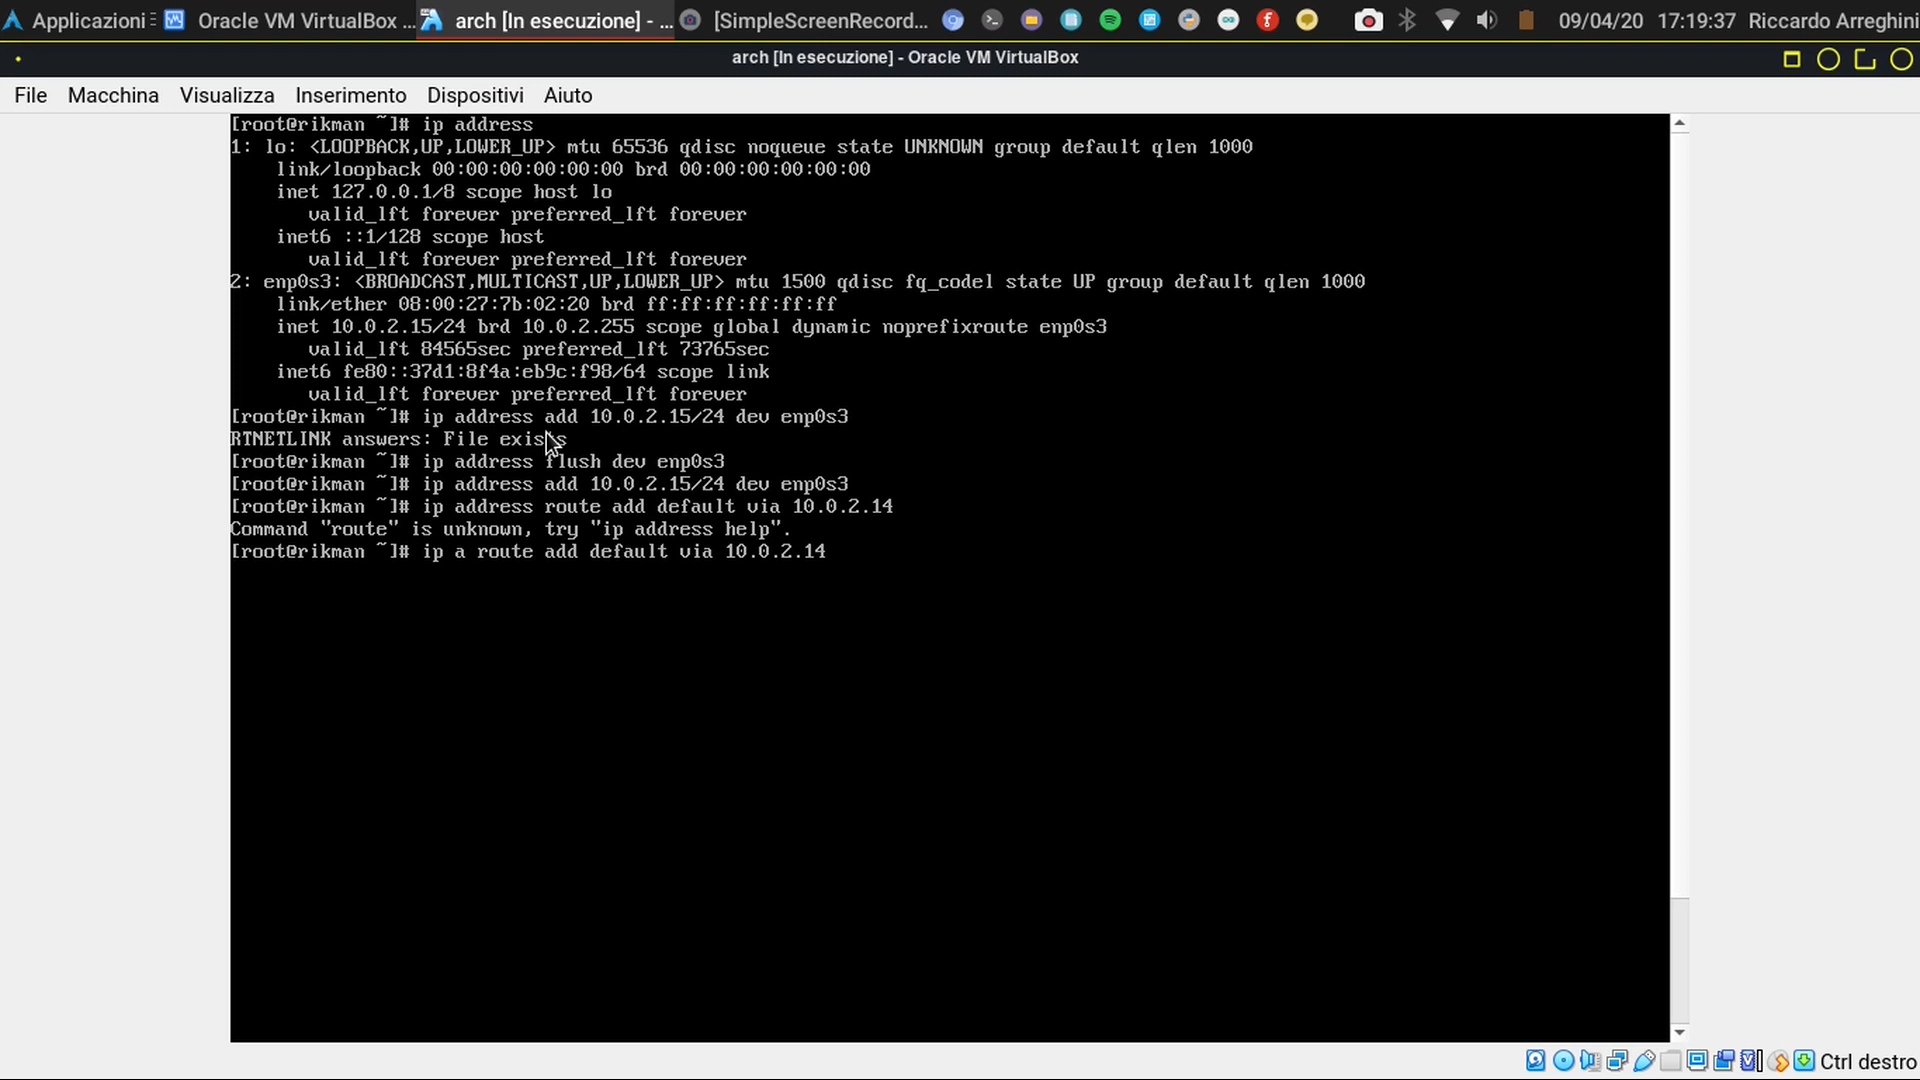 Applicazioni
Oracle VM VirtualBox ...
arch [In esecuzione] - ...
[SimpleScreenRecord...
09/04/20
17:19:37
Riccardo Arreghini
arch [In esecuzione] - Oracle VM VirtualBox
File Macchina Visualizza Inserimento Dispositivi Aiuto
[root@rikman ~]# ip address
1: lo: <LOOPBACK,UP,LOWER_UP> mtu 65536 qdisc noqueue state UNKNOWN group default qlen 1000
link/loopback 00:00:00:00:00:00 brd 00:00:00:00:00:00
inet 127.0.0.1/8 scope host lo
valid_lft forever preferred_lft forever
inet6 ::1/128 scope host
valid_lft forever preferred_lft forever
2: enp0s3: <BROADCAST,MULTICAST,UP,LOWER_UP> mtu 1500 qdisc fq_codel state UP group default qlen 1000
link/ether 08:00:27:7b:02:20 brd ff:ff:ff:ff:ff:ff
inet 10.0.2.15/24 brd 10.0.2.255 scope global dynamic noprefixroute enp0s3
valid_lft 84565sec preferred_lft 73765sec
inet6 fe80::37d1:8f4a:eb9c:f98/64 scope link
valid_lft forever preferred_lft forever
[root@rikman ~]# ip address add 10.0.2.15/24 dev enp0s3
RTNETLINK answers: File exists
[root@rikman ~]# ip address flush dev enp0s3
[root@rikman ~]# ip address add 10.0.2.15/24 dev enp0s3
[root@rikman ~]# ip address route add default via 10.0.2.14
Command "route" is unknown, try "ip address help".
[root@rikman ~]# ip a route add default via 10.0.2.14
Ctrl destro